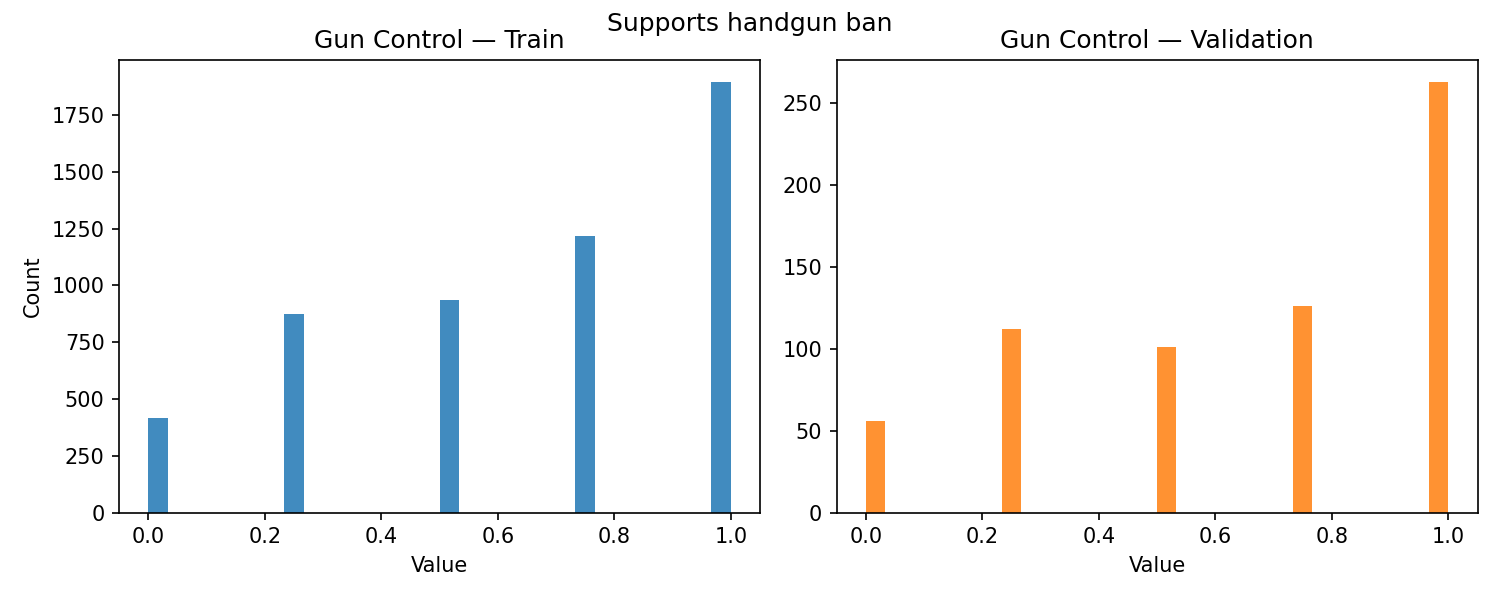 Supports handgun ban
Gun Control — Train
Gun Control — Validation
Count
1750
1500
1250
1000
750
500
250
0
0.0 0.2 0.4 0.6 0.8 1.0
Value
250
200
150
100
50
0
0.0 0.2 0.4 0.6 0.8 1.0
Value